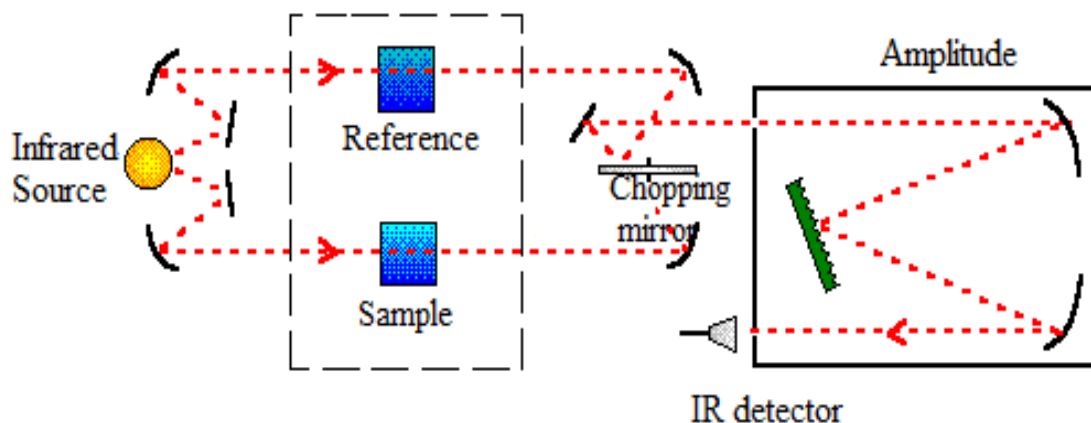 Amplitude
Infrared
Source
Reference
Chopping
mirror
Sample
IR detector